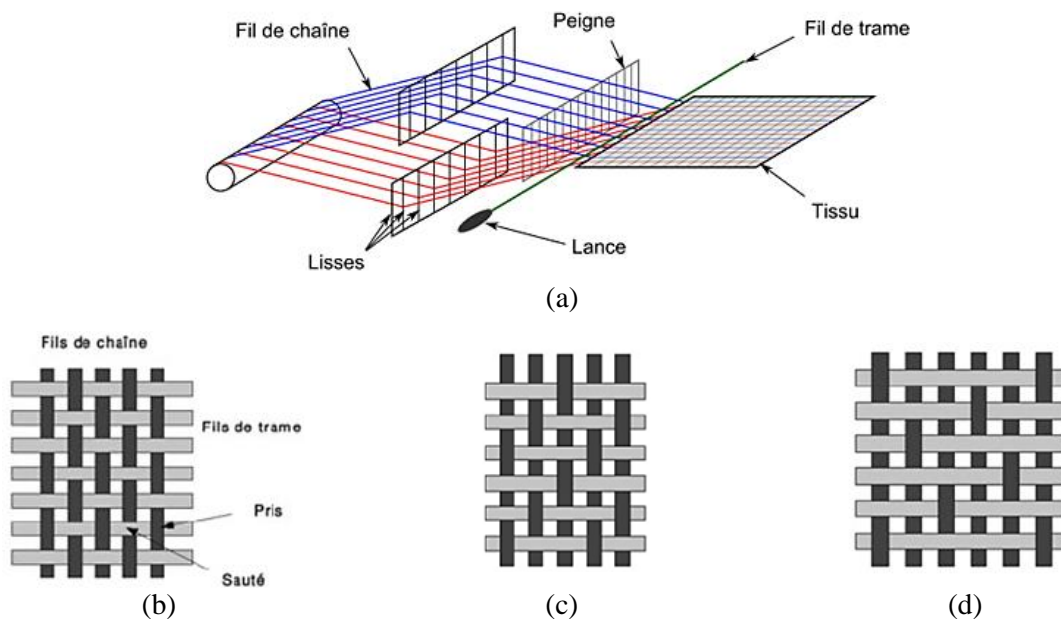 Peigne
Fil de chaîne
Fil de trame
Tissu
Lance
Lisses
(a)
Fils de chaîne
Fils de trame
Pris
Sauté
(b)
(c)
(d)